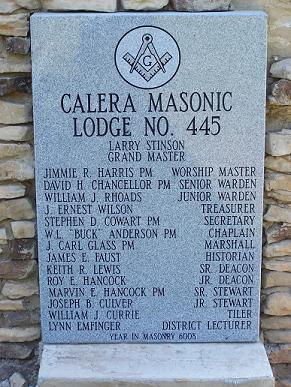 G
CALERA MASONIC
LODGE NO. 445
LARRY STINSON
GRAND MASTER
JIMMIE R. HARRIS PM WORSHIP MASTER
DAVID H. CHANCELLOR PM SENIOR WARDEN
WILLIAM J. RHOADS JUNIOR WARDEN
J. ERNEST WILSON TREASURER
STEPHEN D. COWART PM SECRETARY
W.L. "BUCK" ANDERSON PM CHAPLAIN
J. CARL GLASS PM MARSHALL
JAMES E. FAUST HISTORIAN
KEITH R. LEWIS SR. DEACON
ROY E. HANCOCK JR. DEACON
MARVIN E. HANCOCK PM SR. STEWART
JOSEPH B. CULVER JR. STEWART
WILLIAM J. CURRIE TILER
LYNN EMFINGER DISTRICT LECTURER
YEAR IN MASONRY 6005